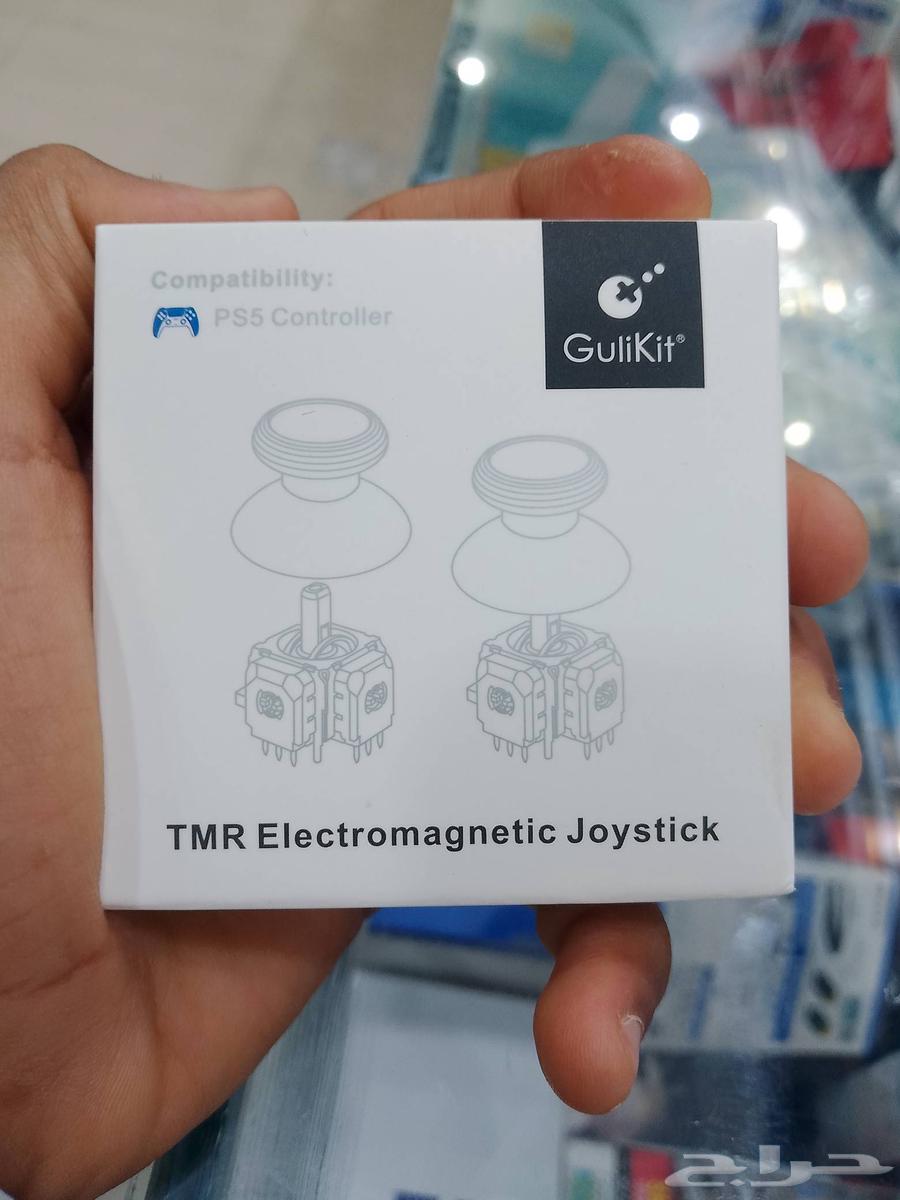 Compatibility:
PS5 Controller
GuliKit®
TMR Electromagnetic Joystick
حراج